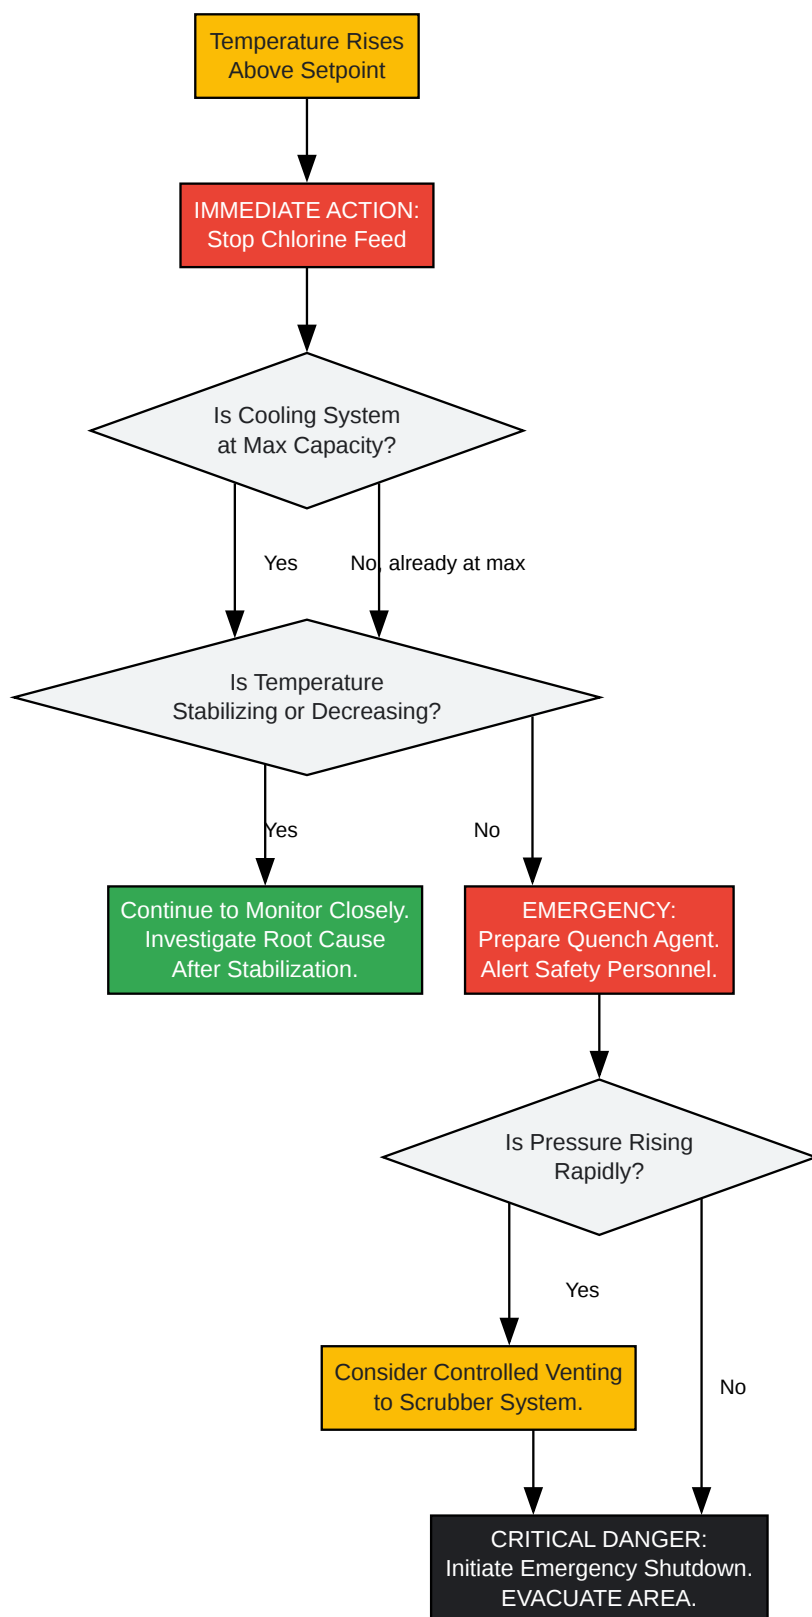 Temperature Rises
Above Setpoint
IMMEDIATE ACTION:
Stop Chlorine Feed
Is Cooling System
at Max Capacity?
Yes
No, already at max
Is Temperature
Stabilizing or Decreasing?
Yes
No
Continue to Monitor Closely.
Investigate Root Cause
After Stabilization.
EMERGENCY:
Prepare Quench Agent.
Alert Safety Personnel.
Is Pressure Rising
Rapidly?
Yes
Consider Controlled Venting
to Scrubber System.
No
CRITICAL DANGER:
Initiate Emergency Shutdown.
EVACUATE AREA.